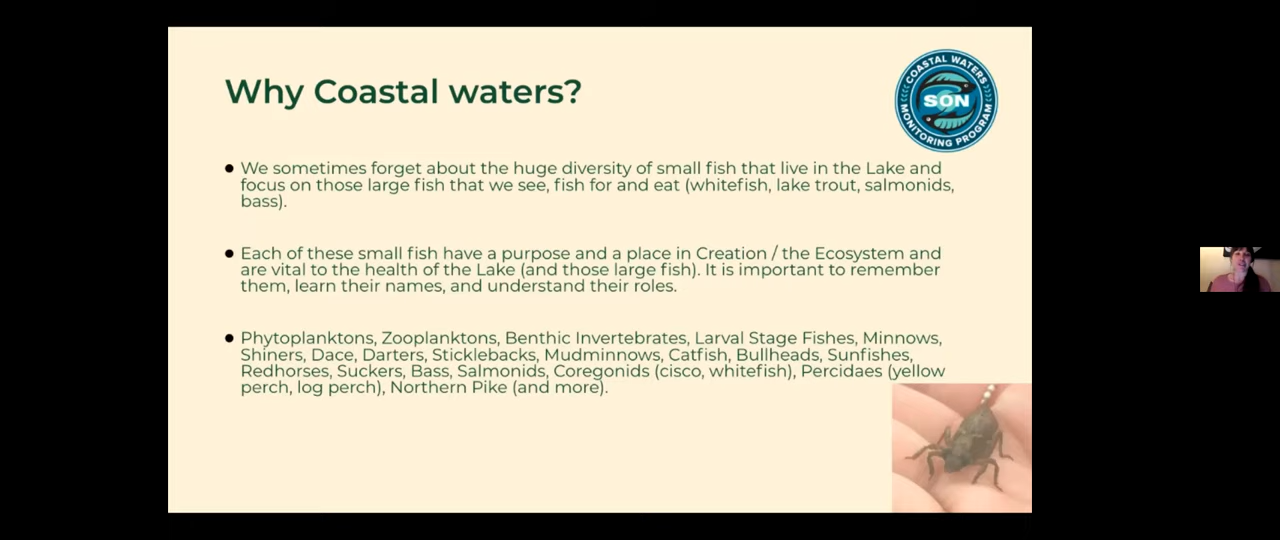 Why Coastal waters?
COASTAL WATERS
SON
MONITORING PROGRAM
● We sometimes forget about the huge diversity of small fish that live in the Lake and
focus on those large fish that we see, fish for and eat (whitefish, lake trout, salmonids,
bass).
● Each of these small fish have a purpose and a place in Creation / the Ecosystem and
are vital to the health of the Lake (and those large fish). It is important to remember
them, learn their names, and understand their roles.
● Phytoplanktons, Zooplanktons, Benthic Invertebrates, Larval Stage Fishes, Minnows,
Shiners, Dace, Darters, Sticklebacks, Mudminnows, Catfish, Bullheads, Sunfishes,
Redhorses, Suckers, Bass, Salmonids, Coregonids (cisco, whitefish), Percidaes (yellow
perch, log perch), Northern Pike (and more).